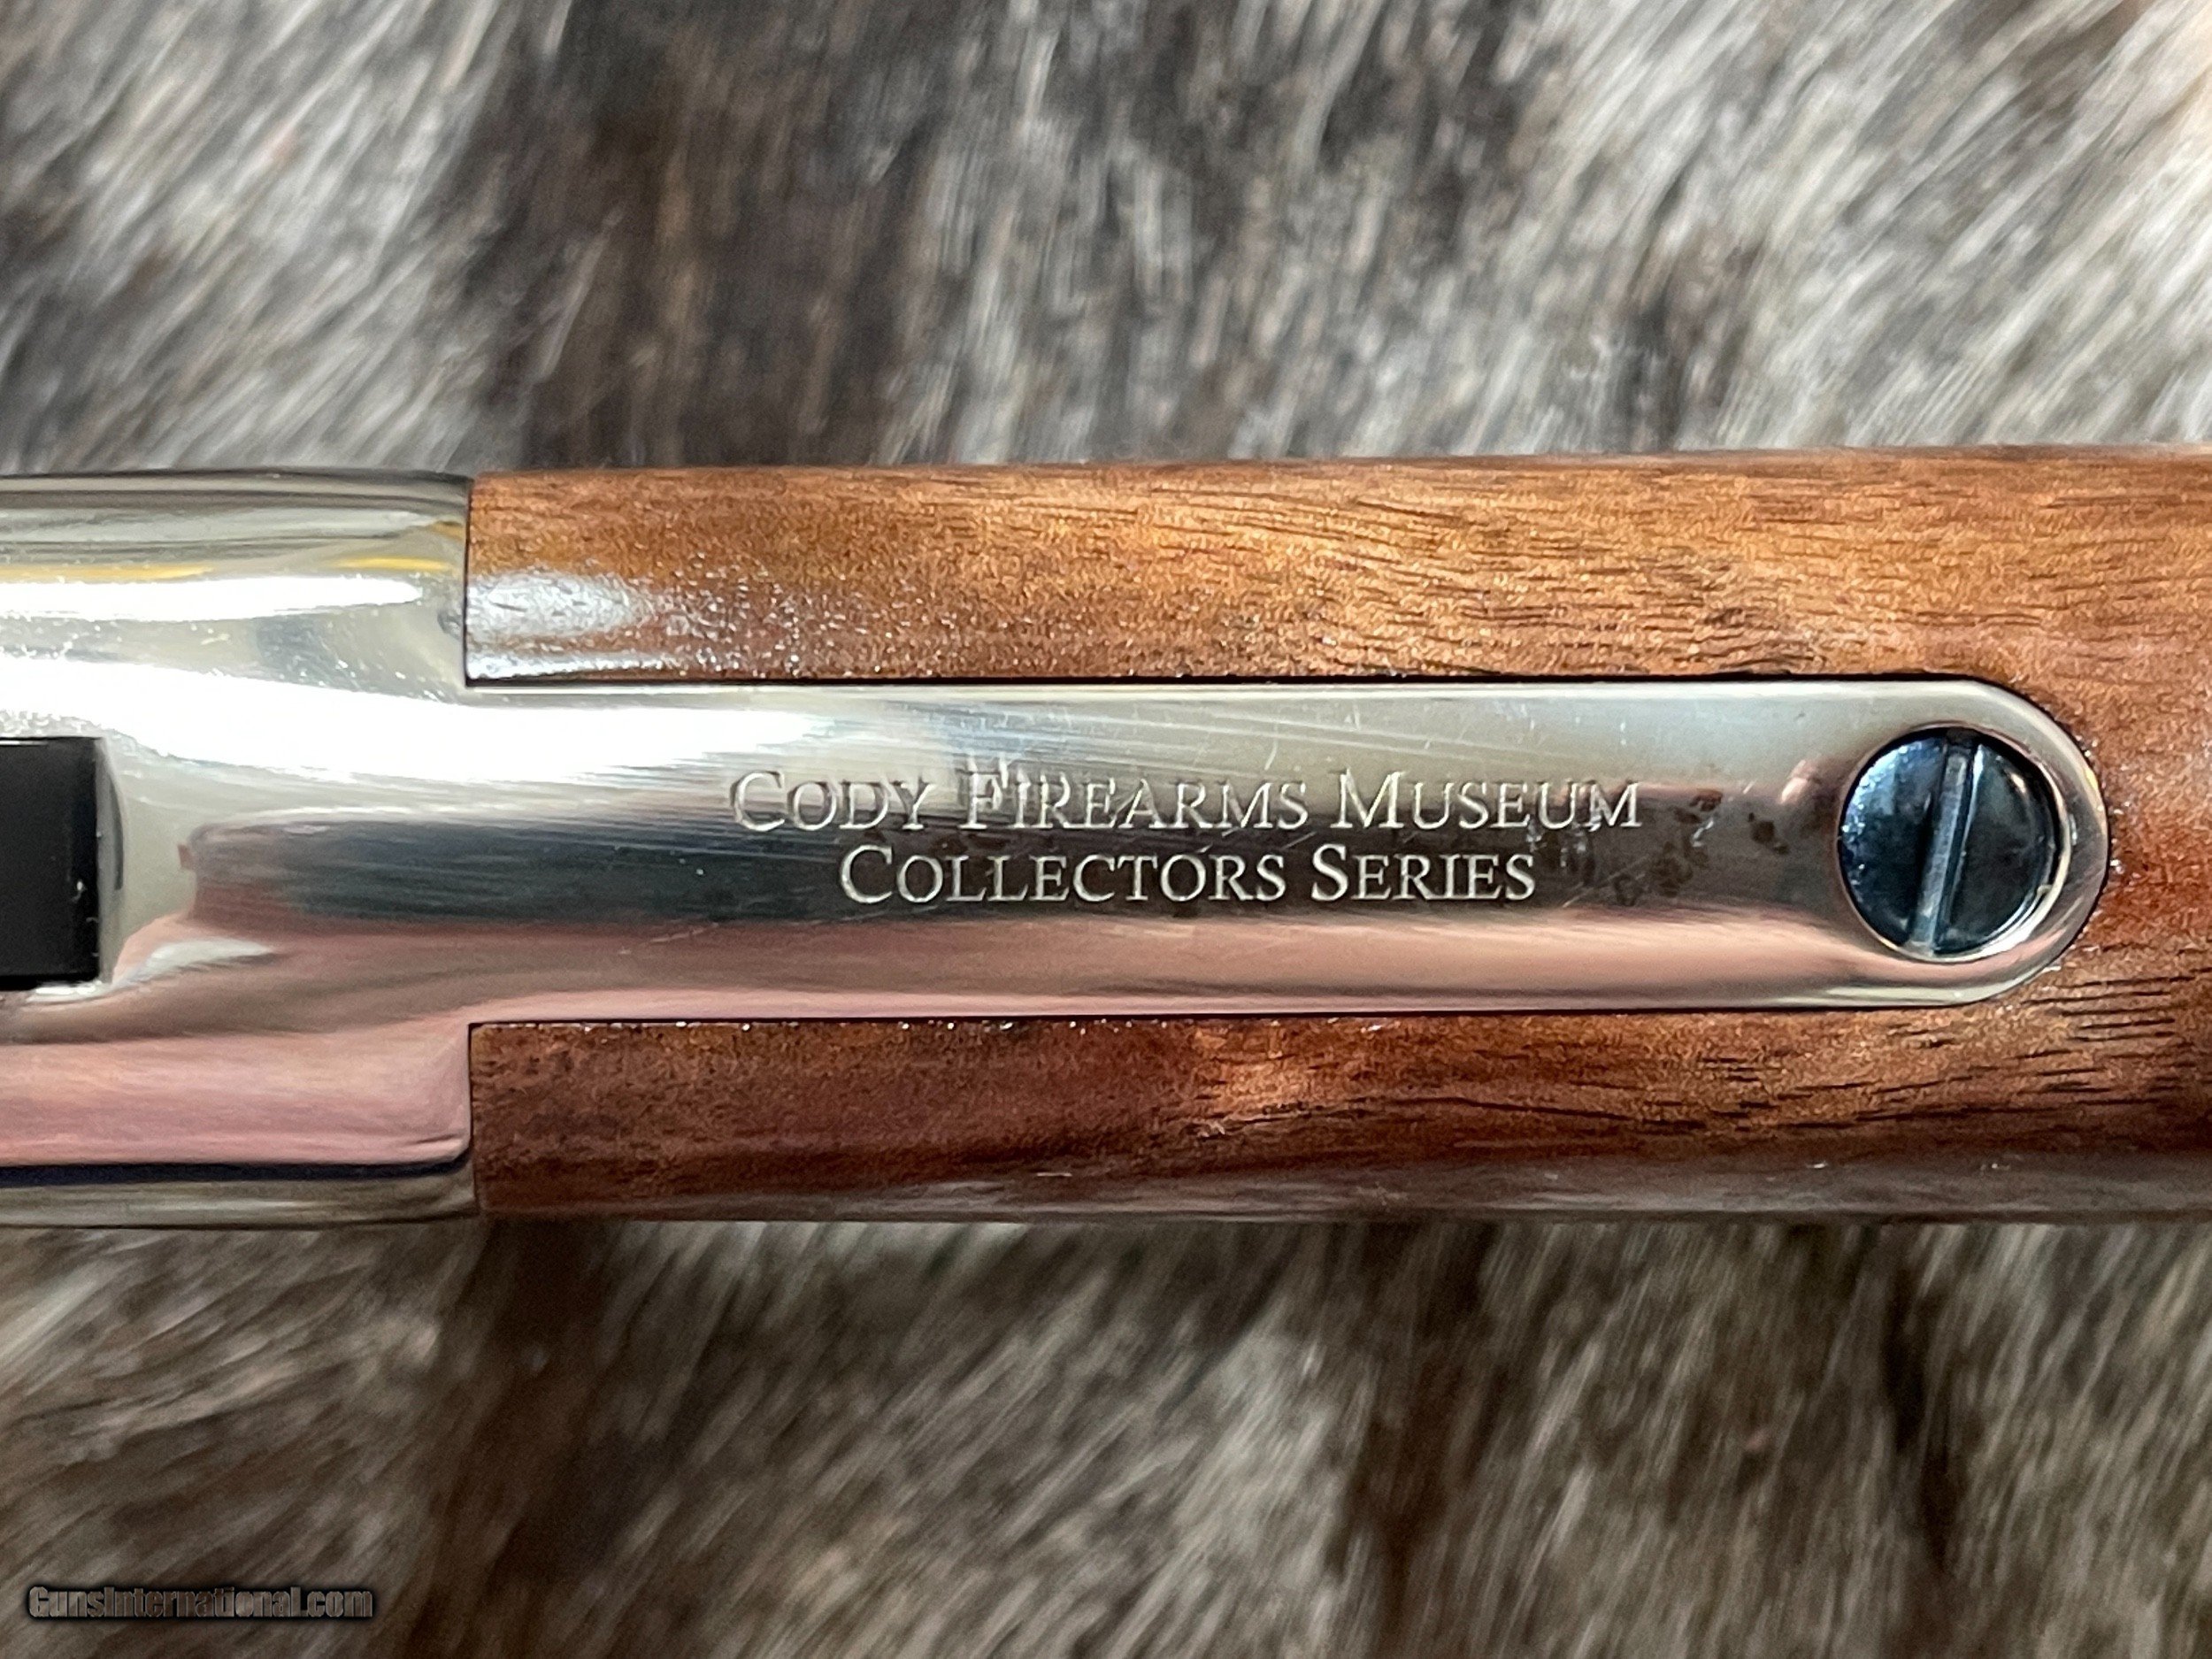 CODY FIREARMS MUSEUM
COLLECTORS SERIES
GunsInternational.com